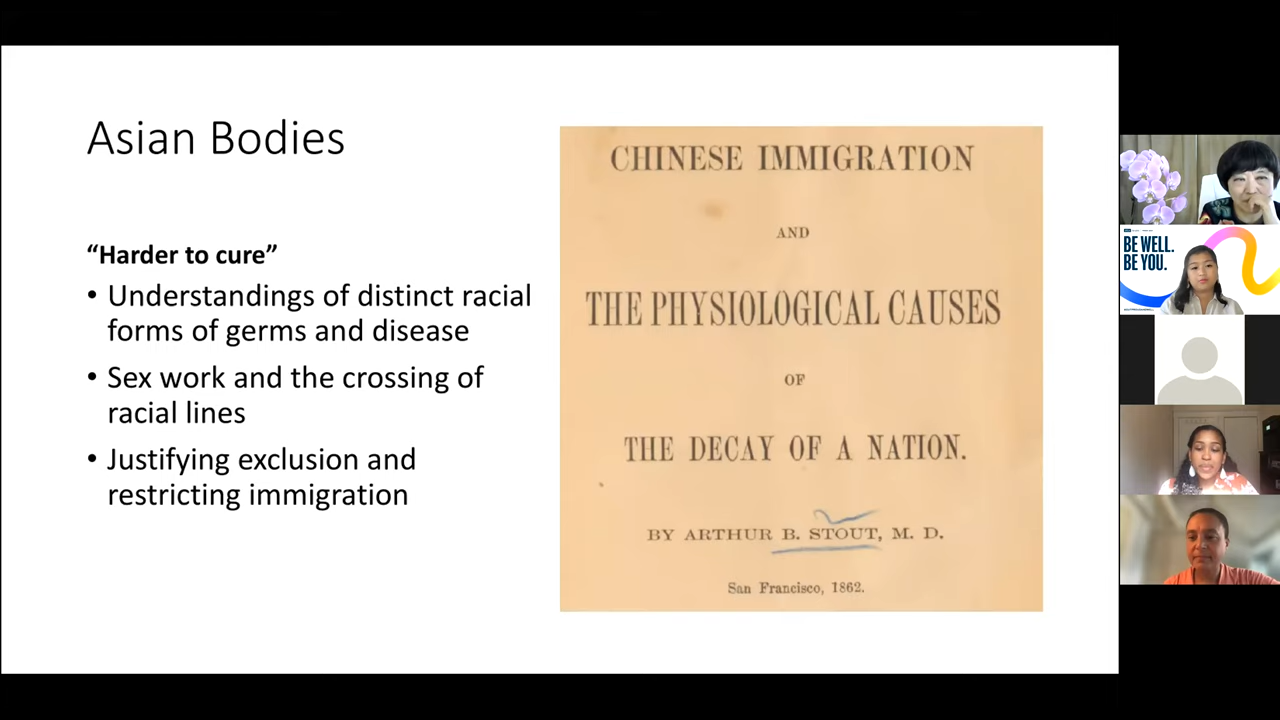 Asian Bodies
“Harder to cure”
• Understandings of distinct racial
forms of germs and disease
• Sex work and the crossing of
racial lines
• Justifying exclusion and
restricting immigration
CHINESE IMMIGRATION
AND
THE PHYSIOLOGICAL CAUSES
OF
THE DECAY OF A NATION.
BY ARTHUR B. STOUT, M. D.
San Francisco, 1862.
BE WELL.
BE YOU.